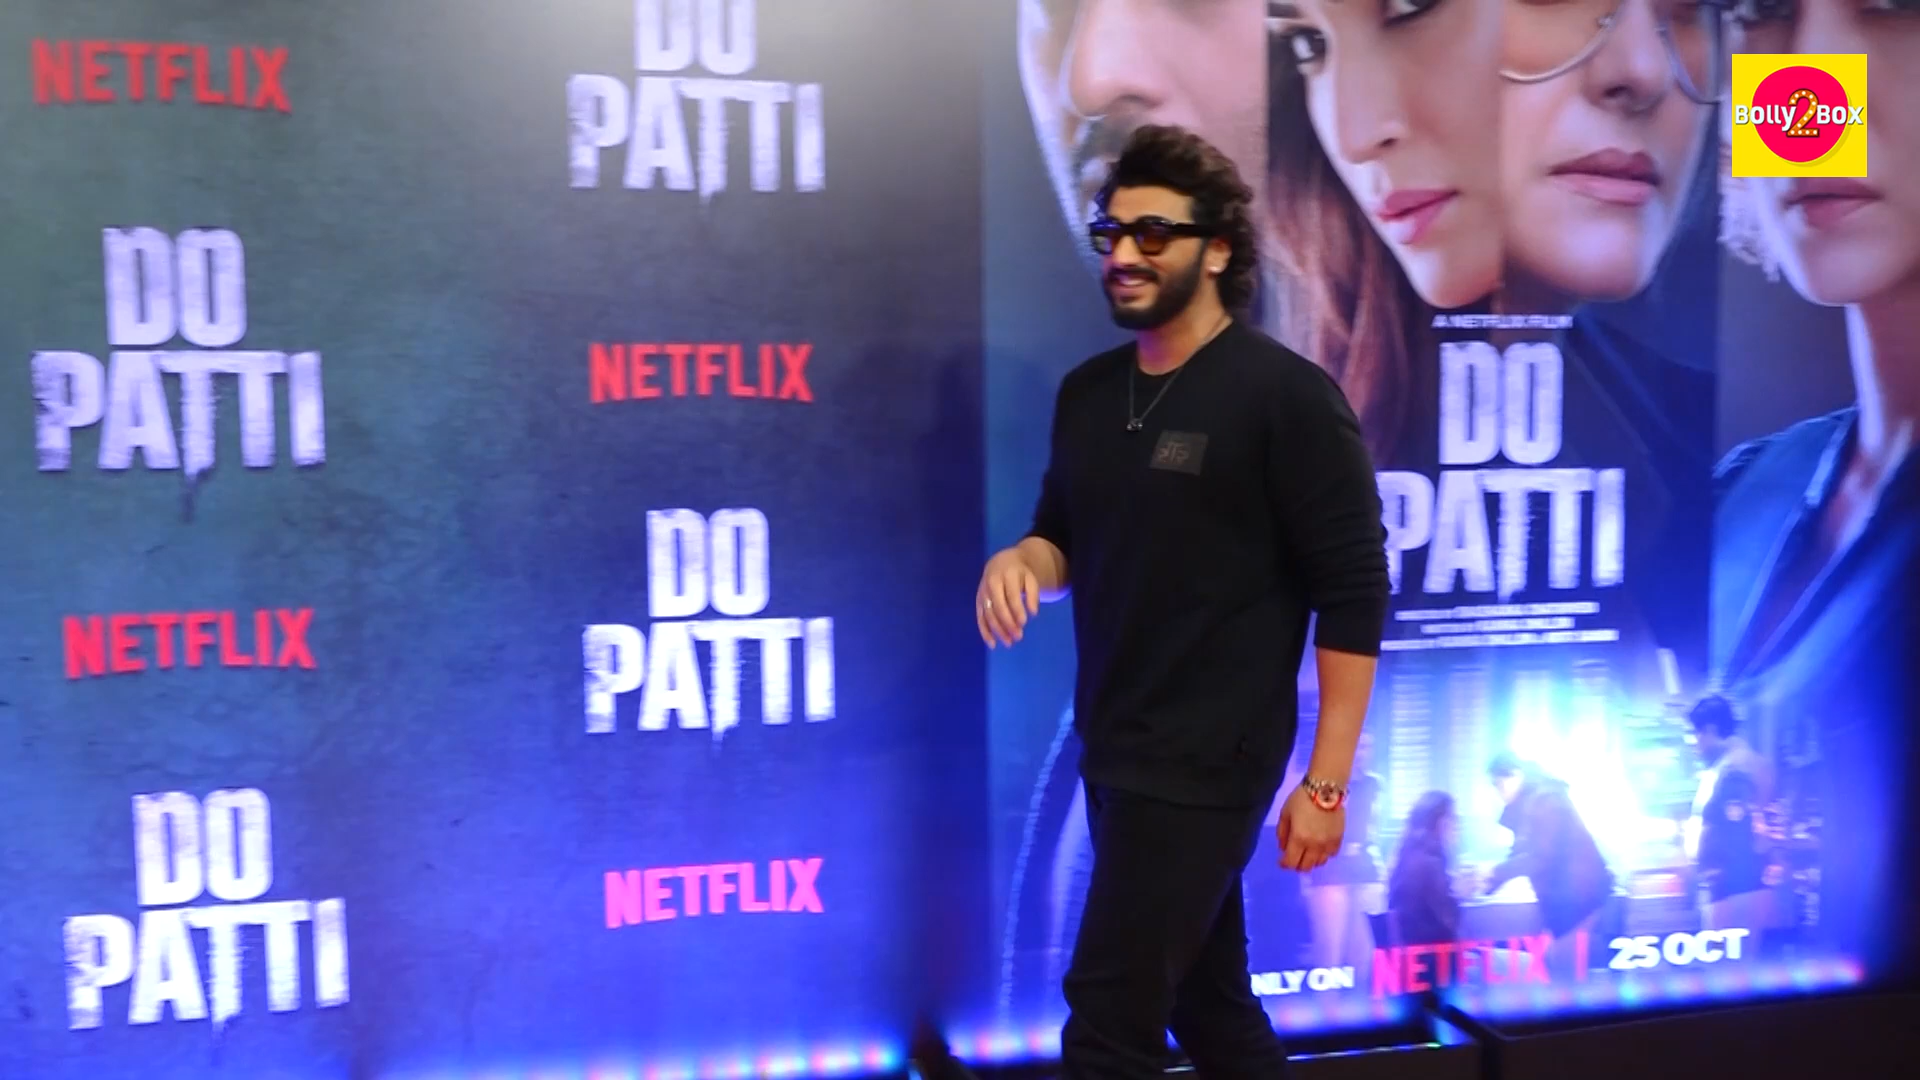 NETFLIX
DO
PATTI
DO
PATTI
NETFLIX
NETFLIX
DO
PATTI
DO
PATTI
NETFLIX
A NETFLIX FILM
DO
PATTI
NLY ON NETFLIX | 25 OCT
Bolly2Box